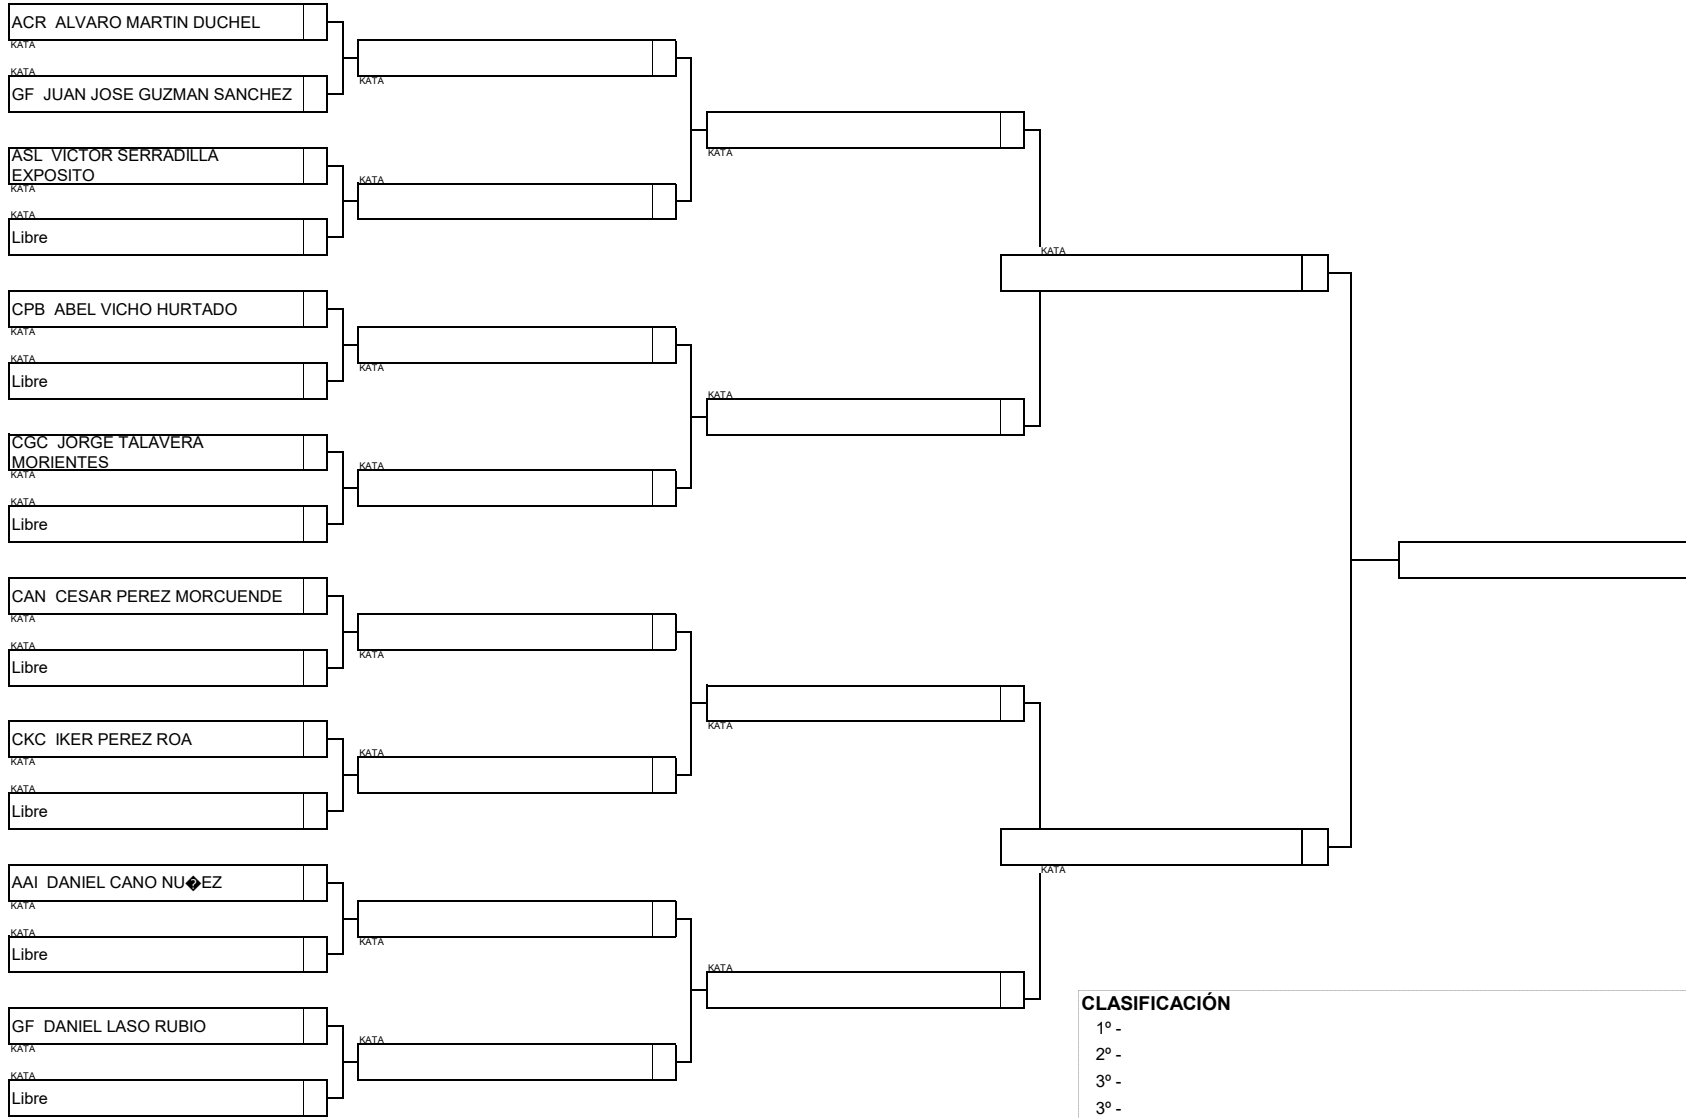 ACR  ALVARO MARTIN DUCHEL
KATA
KATA
GF  JUAN JOSE GUZMAN SANCHEZ
ASL  VICTOR SERRADILLA
EXPOSITO
KATA
KATA
Libre
CPB  ABEL VICHO HURTADO
KATA
KATA
Libre
CGC  JORGE TALAVERA
MORIENTES
KATA
KATA
Libre
CAN  CESAR PEREZ MORCUENDE
KATA
KATA
Libre
CKC  IKER PEREZ ROA
KATA
KATA
Libre
AAI  DANIEL CANO NU�EZ
KATA
KATA
Libre
GF  DANIEL LASO RUBIO
KATA
KATA
Libre
KATA
KATA
KATA
KATA
KATA
KATA
KATA
KATA
KATA
KATA
KATA
KATA
KATA
KATA
CLASIFICACIÓN
1º -
2º -
3º -
3º -